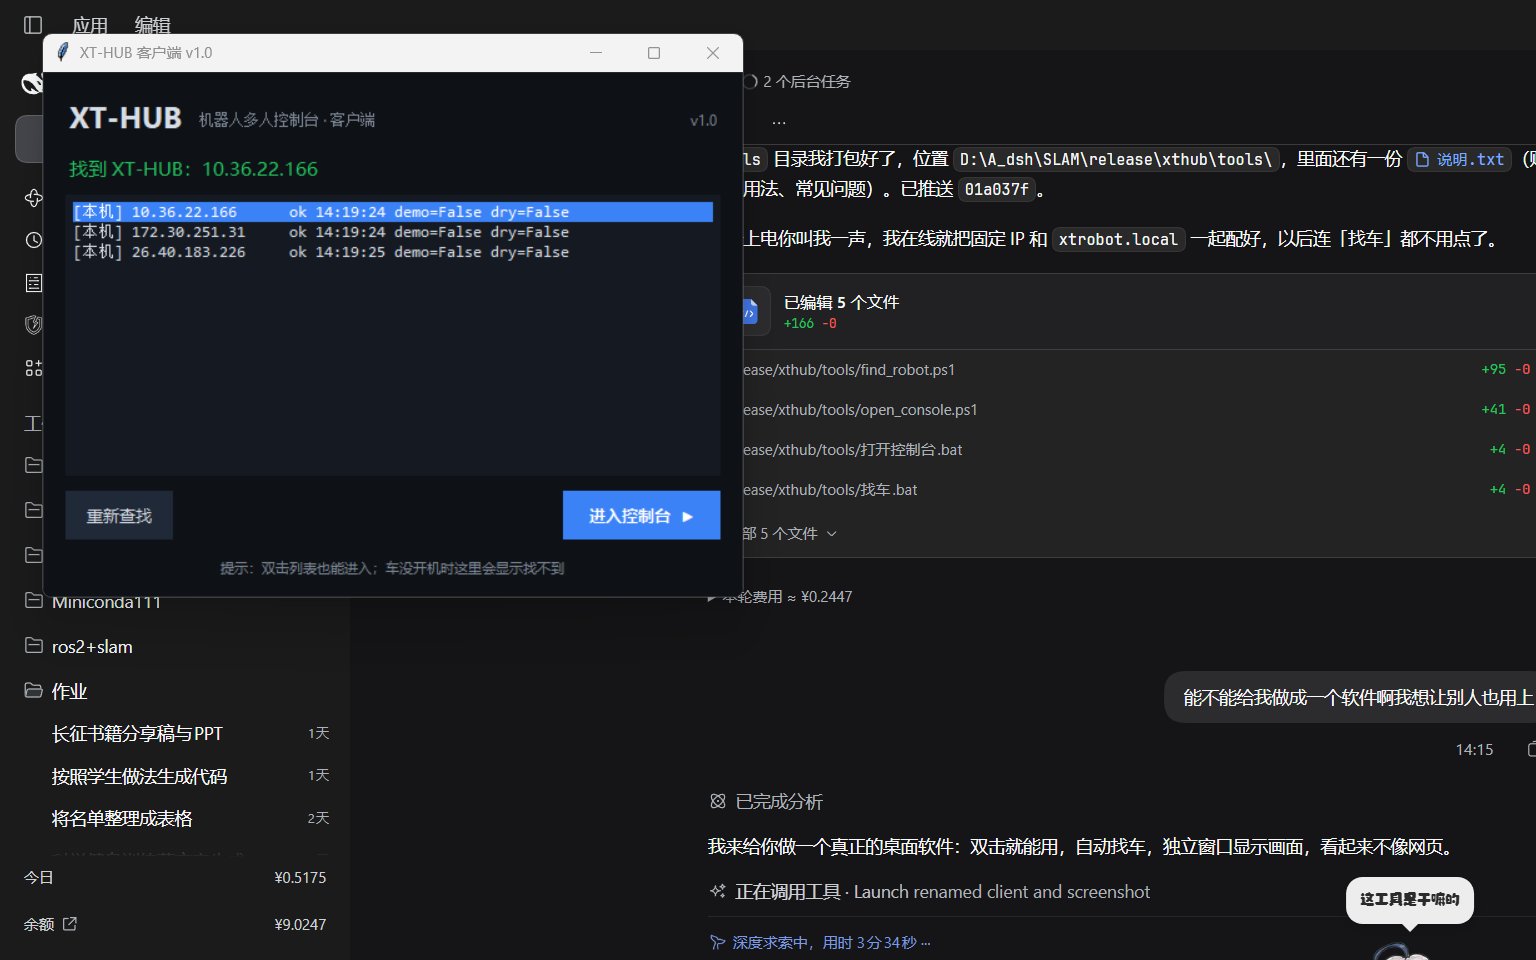 应用 编辑
XT-HUB 客户端 v1.0
XT-HUB 机器人多人控制台 · 客户端 v1.0
找到 XT-HUB：10.36.22.166
[本机] 10.36.22.166 ok 14:19:24 demo=False dry=False
[本机] 172.30.251.31 ok 14:19:24 demo=False dry=False
[本机] 26.40.183.226 ok 14:19:25 demo=False dry=False
重新查找
进入控制台 ▶
提示：双击列表也能进入；车没开机时这里会显示找不到
2 个后台任务
...
ls 目录我打包好了，位置 D:\A_dsh\SLAM\release\xthub\tools\，里面还有一份 说明.txt
用法、常见问题）。已推送 01a037f。
上电你叫我一声，我在线就把固定 IP 和 xtrobot.local 一起配好，以后连「找车」都不用点了。
已编辑 5 个文件
+166 -0
ease/xthub/tools/find_robot.ps1 +95 -0
ease/xthub/tools/open_console.ps1 +41 -0
ease/xthub/tools/打开控制台.bat +4 -0
ease/xthub/tools/找车.bat +4 -0
部 5 个文件
本轮费用 ≈ ¥0.2447
能不能给我做成一个软件啊我想让别人也用上
14:15
已完成分析
我来给你做一个真正的桌面软件：双击就能用，自动找车，独立窗口显示画面，看起来不像网页。
正在调用工具 · Launch renamed client and screenshot
这工具是干嘛的
深度求索中，用时 3 分 34 秒 ...
Miniconda111
ros2+slam
作业
长征书籍分享稿与PPT 1天
按照学生做法生成代码 1天
将名单整理成表格 2天
今日 ¥0.5175
余额 ¥9.0247